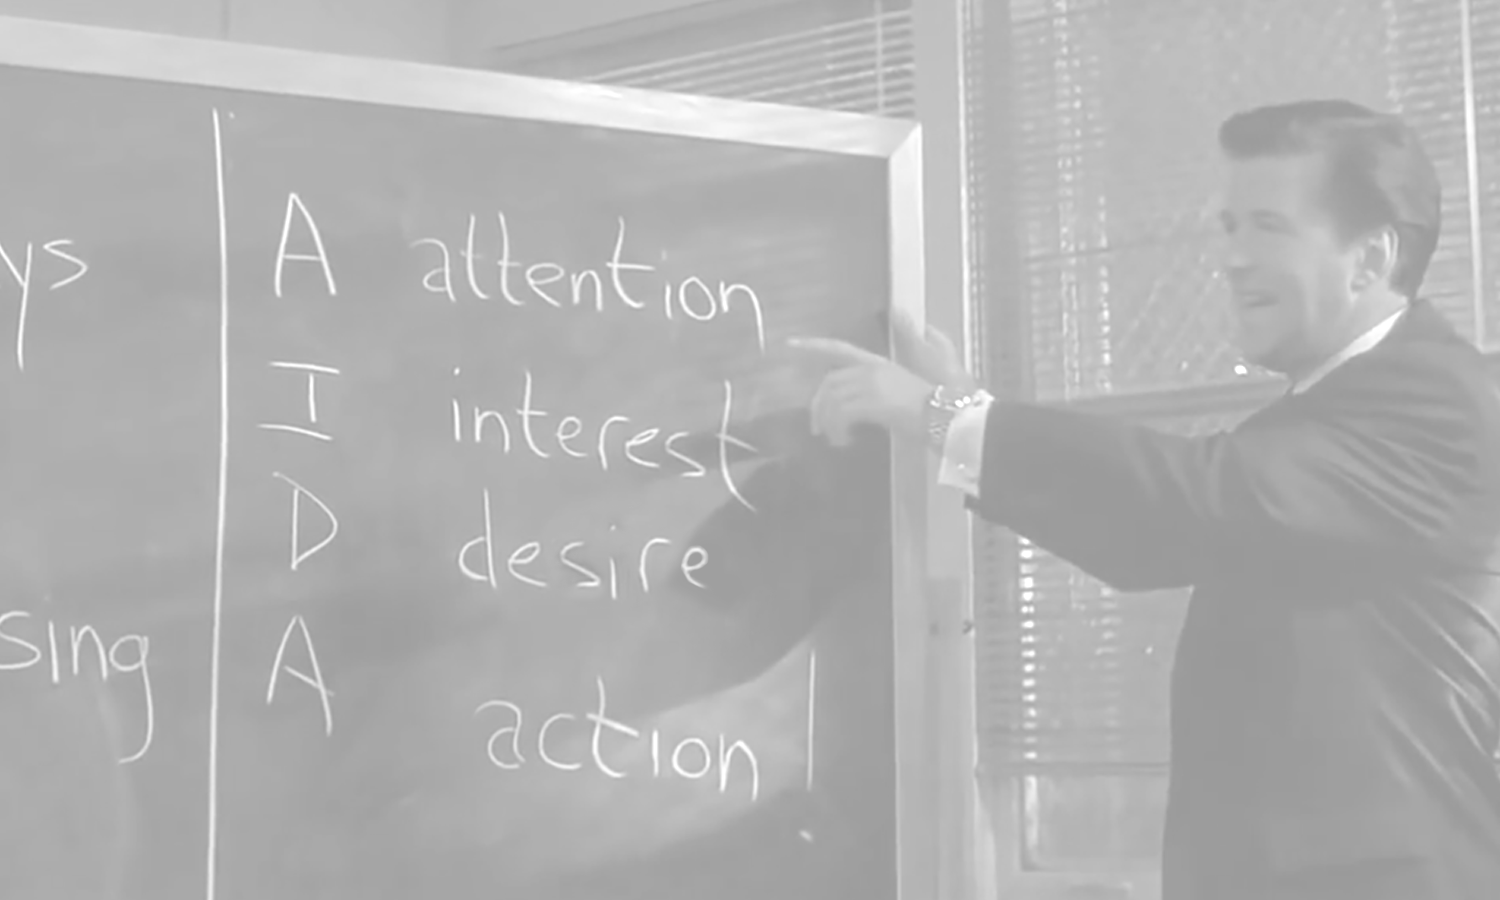 ys
sing
A attention
I interest
D desire
A action!